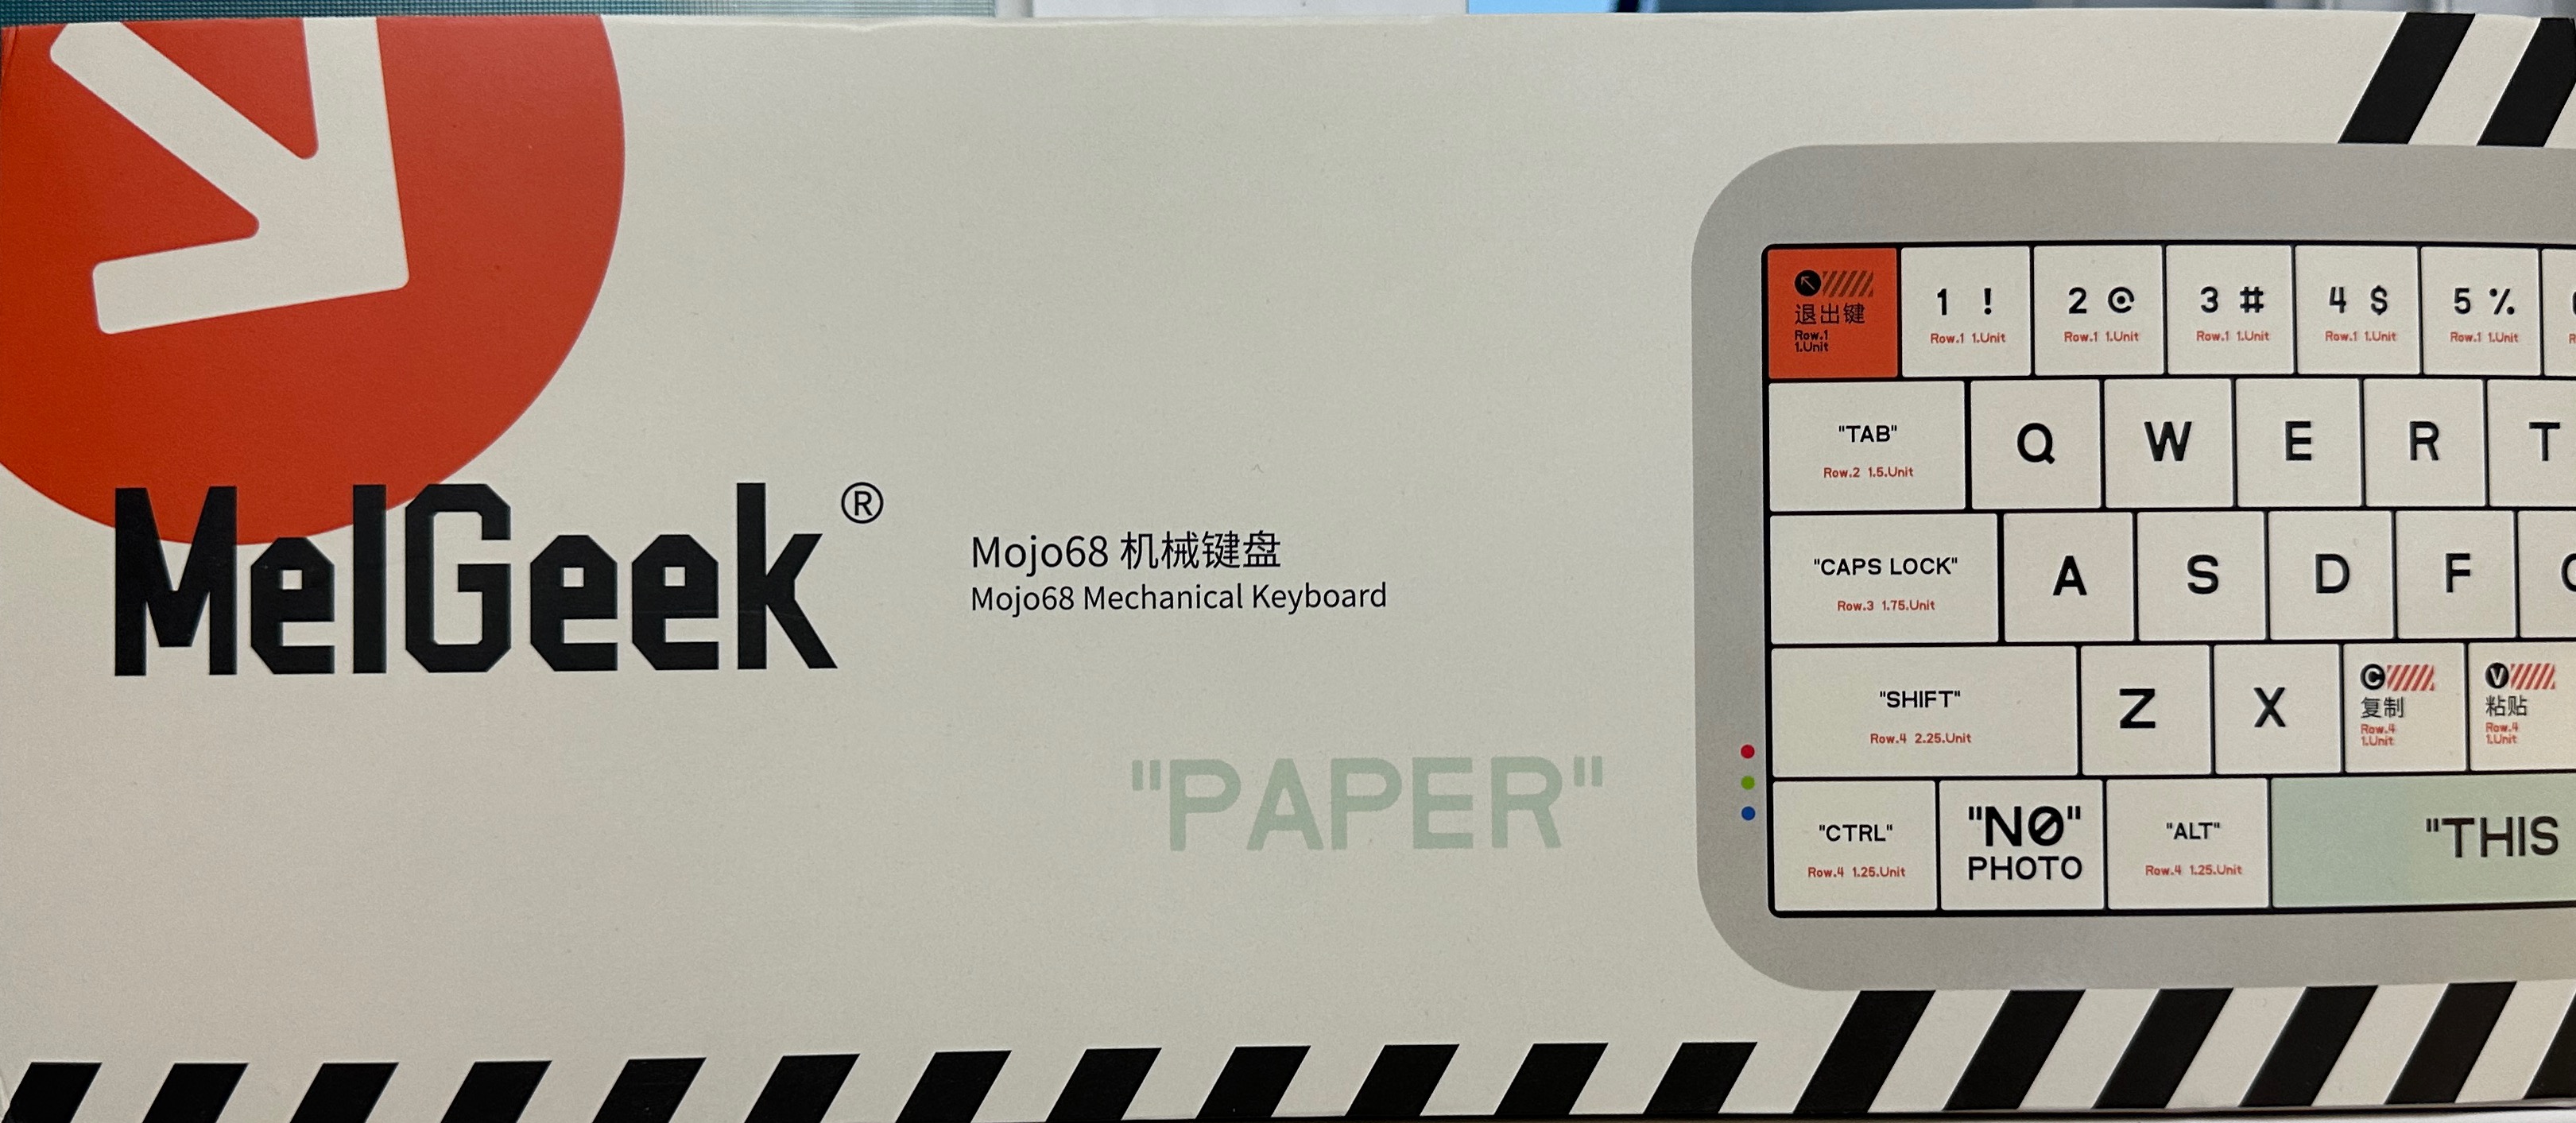 MelGeek®
Mojo68 机械键盘
Mojo68 Mechanical Keyboard
"PAPER"
退出键
Row.1
1.Unit
1 !
Row.1 1.Unit
2 @
Row.1 1.Unit
3 #
Row.1 1.Unit
4 $
Row.1 1.Unit
5 %
Row.1 1.Unit
"TAB"
Row.2 1.5.Unit
Q W E R T
"CAPS LOCK"
Row.3 1.75.Unit
A S D F
"SHIFT"
Row.4 2.25.Unit
Z X
C
复制
Row.4
1.Unit
V
粘贴
Row.4
1.Unit
"CTRL"
Row.4 1.25.Unit
"NØ"
PHOTO
"ALT"
Row.4 1.25.Unit
"THIS